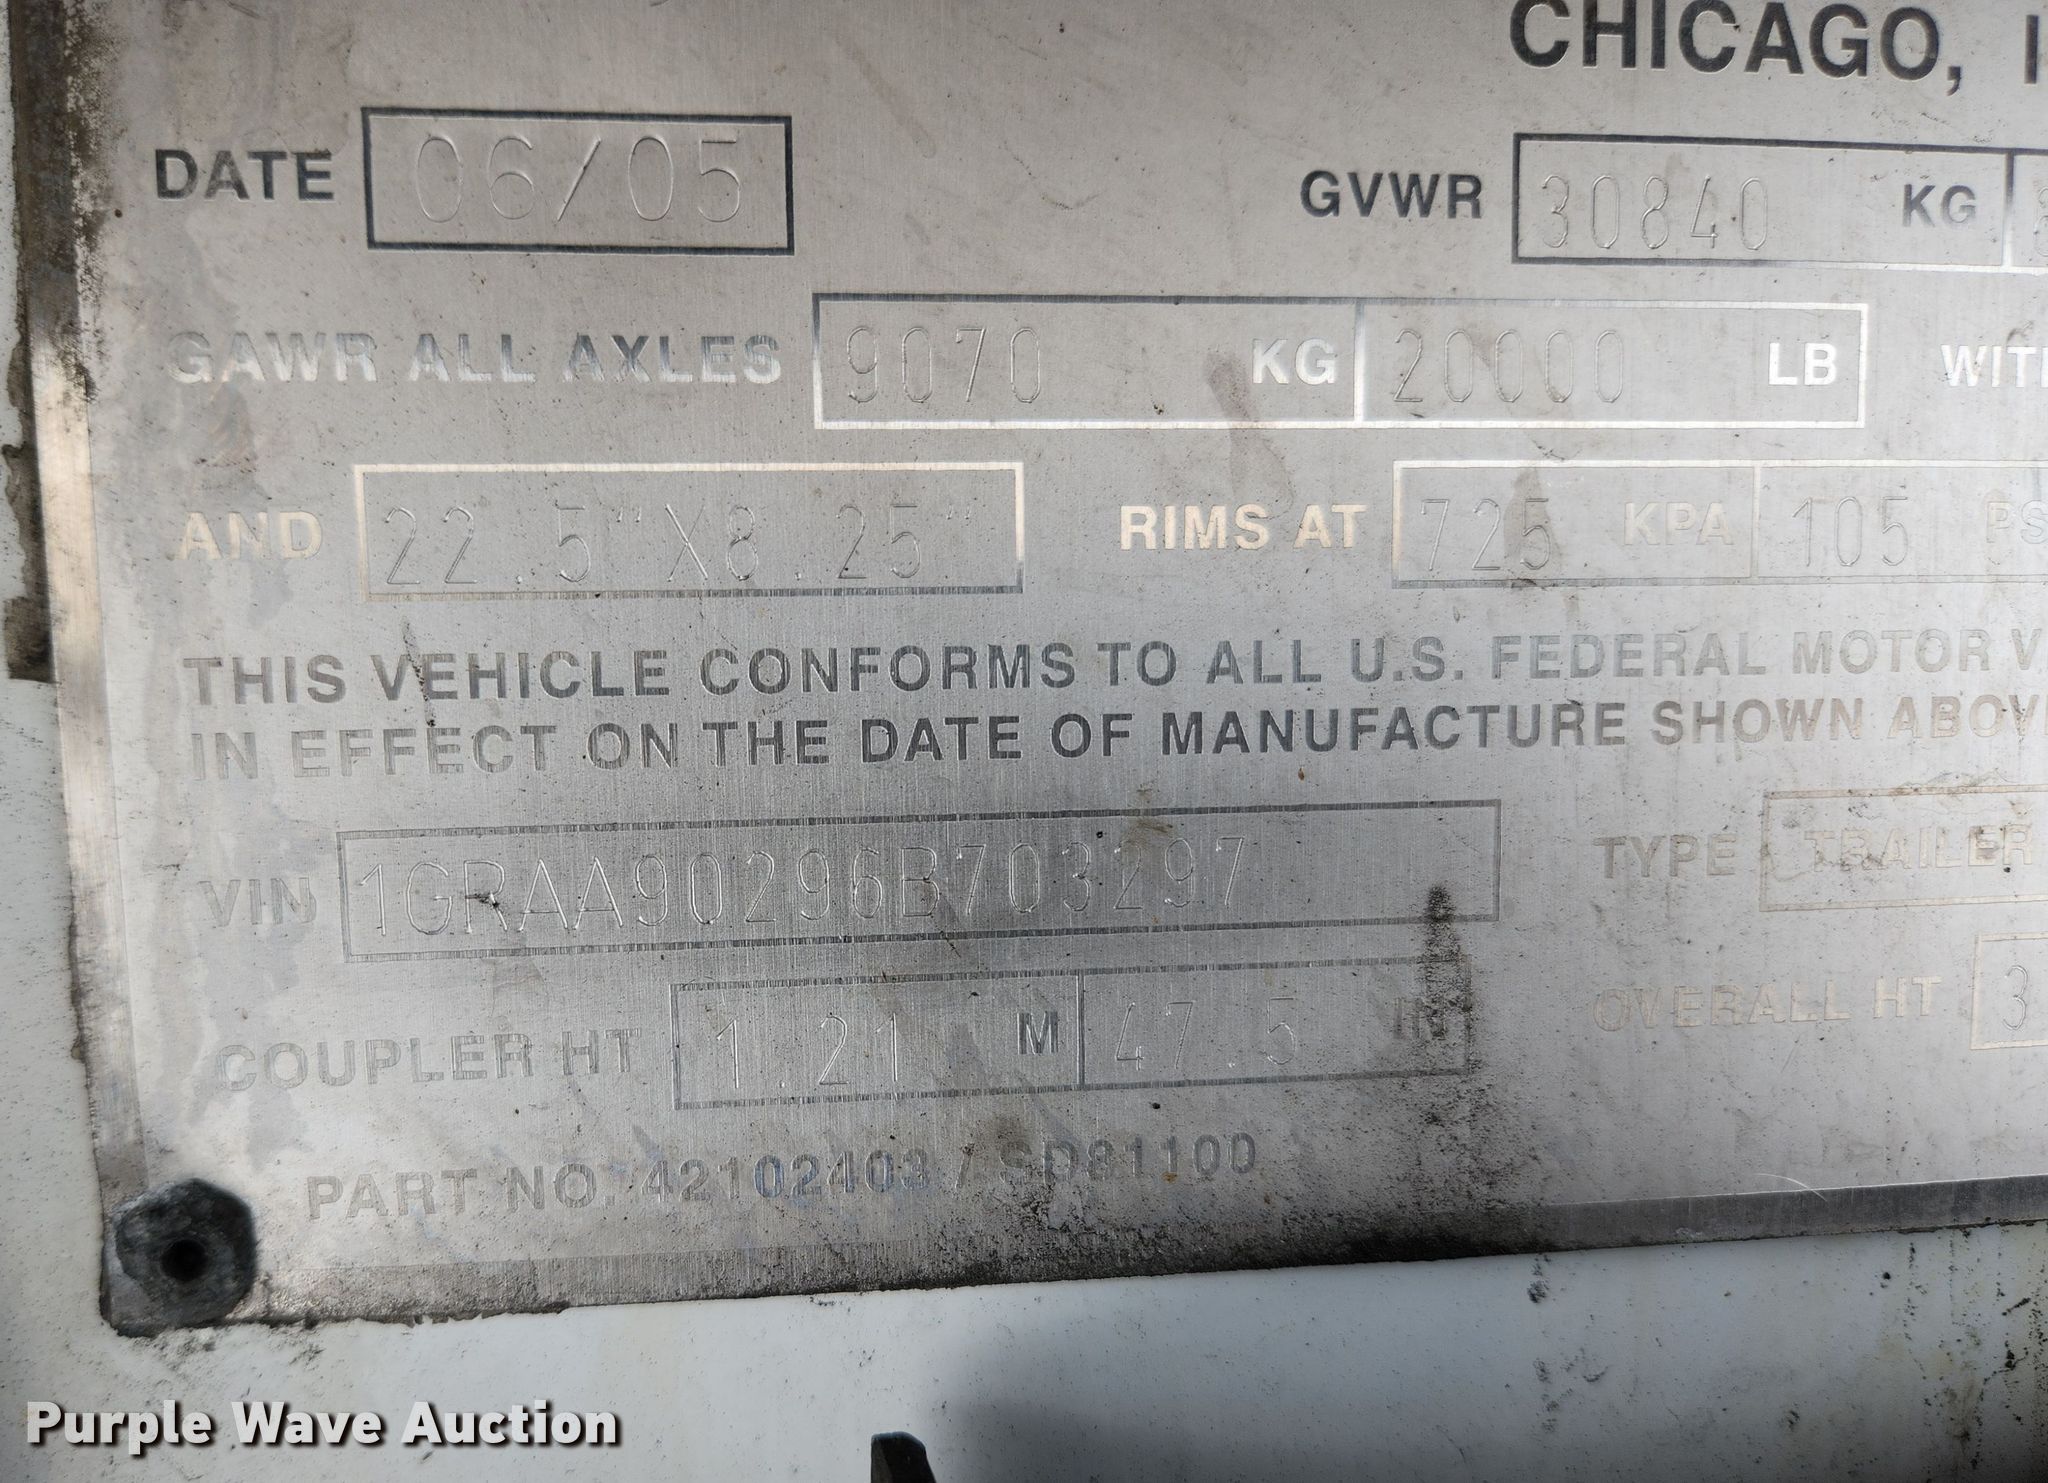 CHICAGO,
DATE 06/05 GVWR 30840 KG
GAWR ALL AXLES 9070 KG 20000 LB
AND 22.5"X8.25" RIMS AT 725 KPA 105
THIS VEHICLE CONFORMS TO ALL U.S. FEDERAL MOTOR
IN EFFECT ON THE DATE OF MANUFACTURE SHOWN
VIN 1GRAA90296B703297 TYPE TRAILER
COUPLER HT 1.21 M 47.5 IN OVERALL HT 3
PART NO. 42102403 / SD81100
Purple Wave Auction